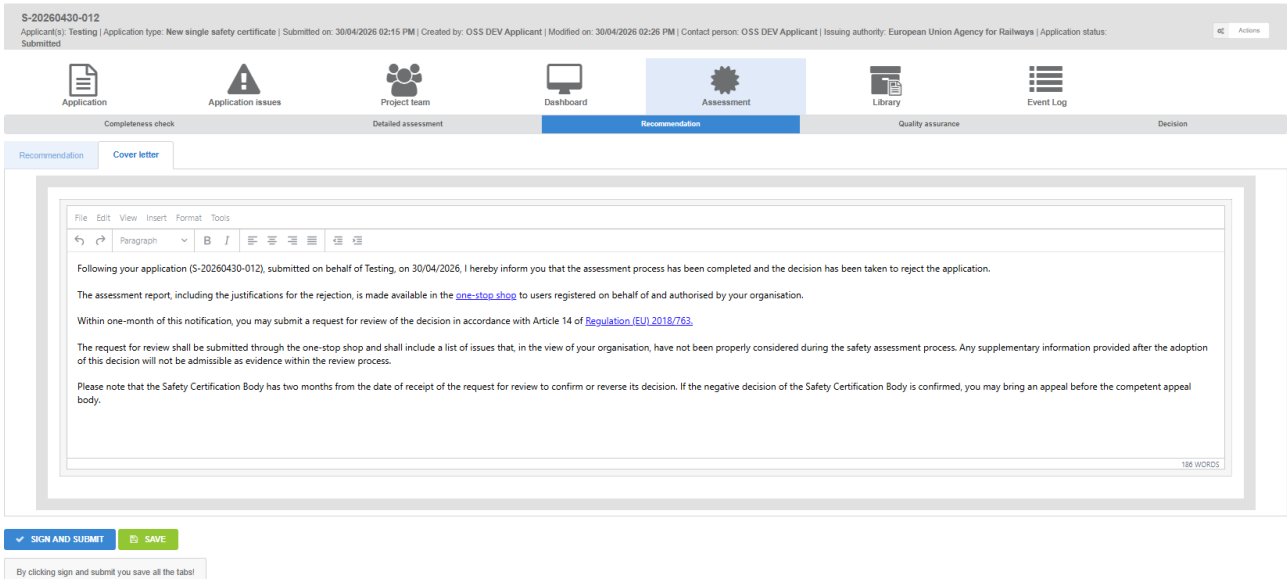 S-20260430-012
Applicant(s): Testing | Application type: New single safety certificate | Submitted on: 30/04/2026 02:15 PM | Created by: OSS DEV Applicant | Modified on: 30/04/2026 02:26 PM | Contact person: OSS DEV Applicant | Issuing authority: European Union Agency for Railways | Application status:
Submitted
Actions
Application Application issues Project team Dashboard Assessment Library Event Log
Completeness check Detailed assessment Recommendation Quality assurance Decision
Recommendation Cover letter
File Edit View Insert Format Tools
Paragraph B I
Following your application (S-20260430-012), submitted on behalf of Testing, on 30/04/2026, I hereby inform you that the assessment process has been completed and the decision has been taken to reject the application.
The assessment report, including the justifications for the rejection, is made available in the one-stop shop to users registered on behalf of and authorised by your organisation.
Within one-month of this notification, you may submit a request for review of the decision in accordance with Article 14 of Regulation (EU) 2018/763.
The request for review shall be submitted through the one-stop shop and shall include a list of issues that, in the view of your organisation, have not been properly considered during the safety assessment process. Any supplementary information provided after the adoption
of this decision will not be admissible as evidence within the review process.
Please note that the Safety Certification Body has two months from the date of receipt of the request for review to confirm or reverse its decision. If the negative decision of the Safety Certification Body is confirmed, you may bring an appeal before the competent appeal
body.
186 WORDS
SIGN AND SUBMIT SAVE
By clicking sign and submit you save all the tabs!